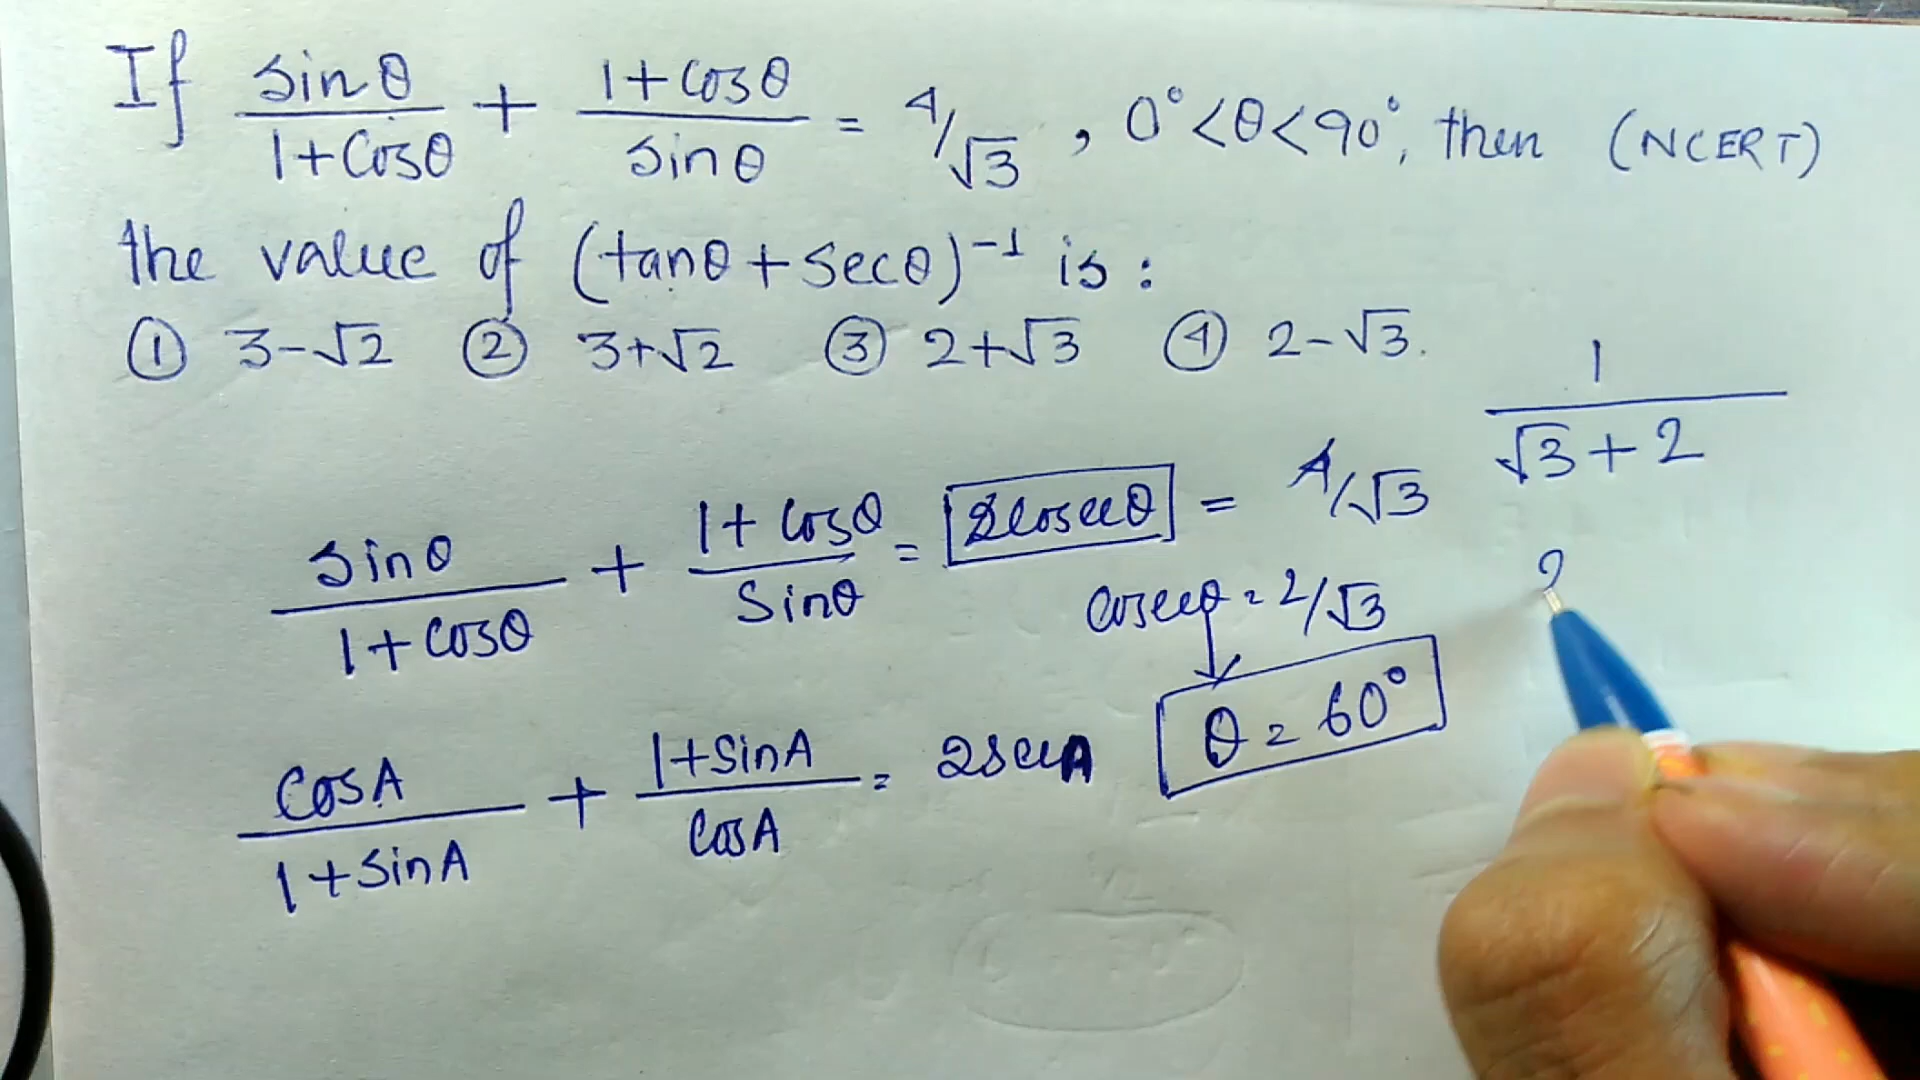 If sinθ/1+Cosθ + 1+cosθ/sinθ = 4/√3 , 0°<θ<90°, then (NCERT)
the value of (tanθ+secθ)⁻¹ is :
① 3-√2 ② 3+√2 ③ 2+√3 ④ 2-√3.
1/√3+2
sinθ/1+cosθ + 1+cosθ/sinθ = 2cosecθ = 4/√3
cosecθ = 2/√3
θ = 60°
cosA/1+sinA + 1+sinA/cosA = 2secA
2